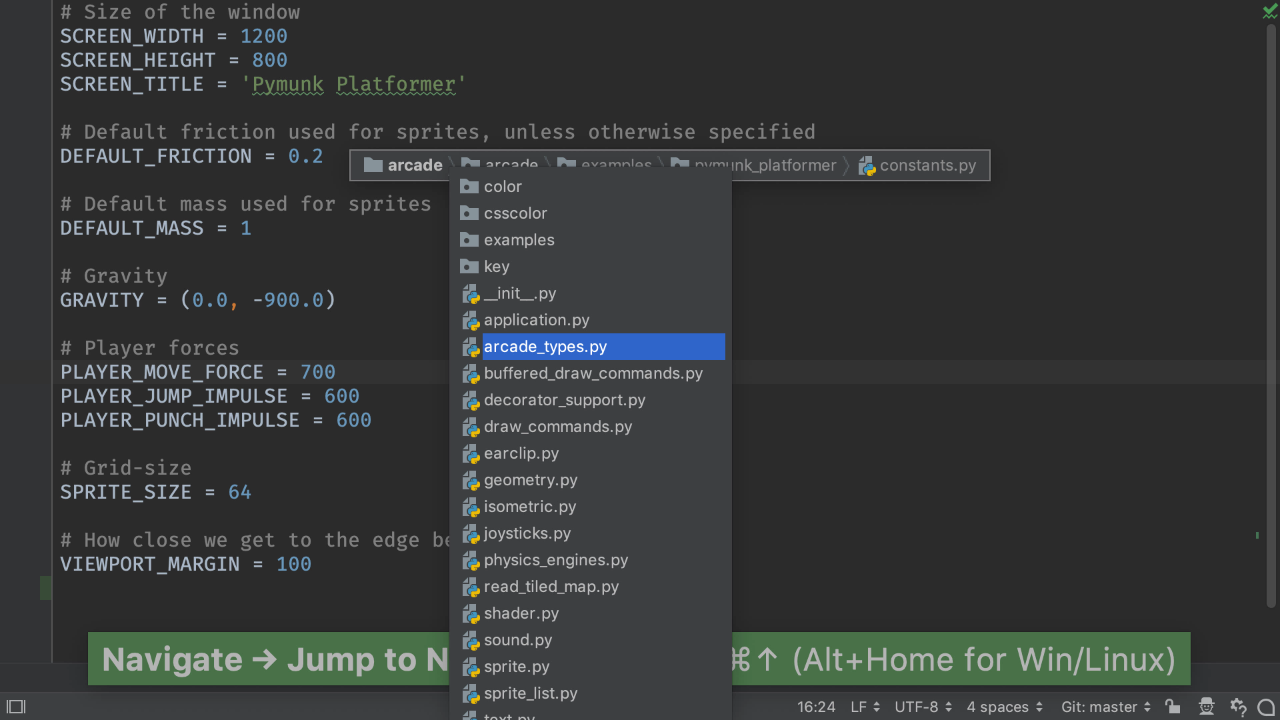 # Size of the window
SCREEN_WIDTH = 1200
SCREEN_HEIGHT = 800
SCREEN_TITLE = 'Pymunk Platformer'
# Default friction used for sprites, unless otherwise specified
DEFAULT_FRICTION = 0.2
arcade arcade examples pymunk_platformer constants.py
# Default mass used for sprites
DEFAULT_MASS = 1
# Gravity
GRAVITY = (0.0, -900.0)
# Player forces
PLAYER_MOVE_FORCE = 700
PLAYER_JUMP_IMPULSE = 600
PLAYER_PUNCH_IMPULSE = 600
# Grid-size
SPRITE_SIZE = 64
# How close we get to the edge
VIEWPORT_MARGIN = 100
color
csscolor
examples
key
__init__.py
application.py
arcade_types.py
buffered_draw_commands.py
decorator_support.py
draw_commands.py
earclip.py
geometry.py
isometric.py
joysticks.py
physics_engines.py
read_tiled_map.py
shader.py
sound.py
sprite.py
sprite_list.py
text.py
Navigate → Jump to N ⌘↑ (Alt+Home for Win/Linux)
16:24 LF UTF-8 4 spaces Git: master